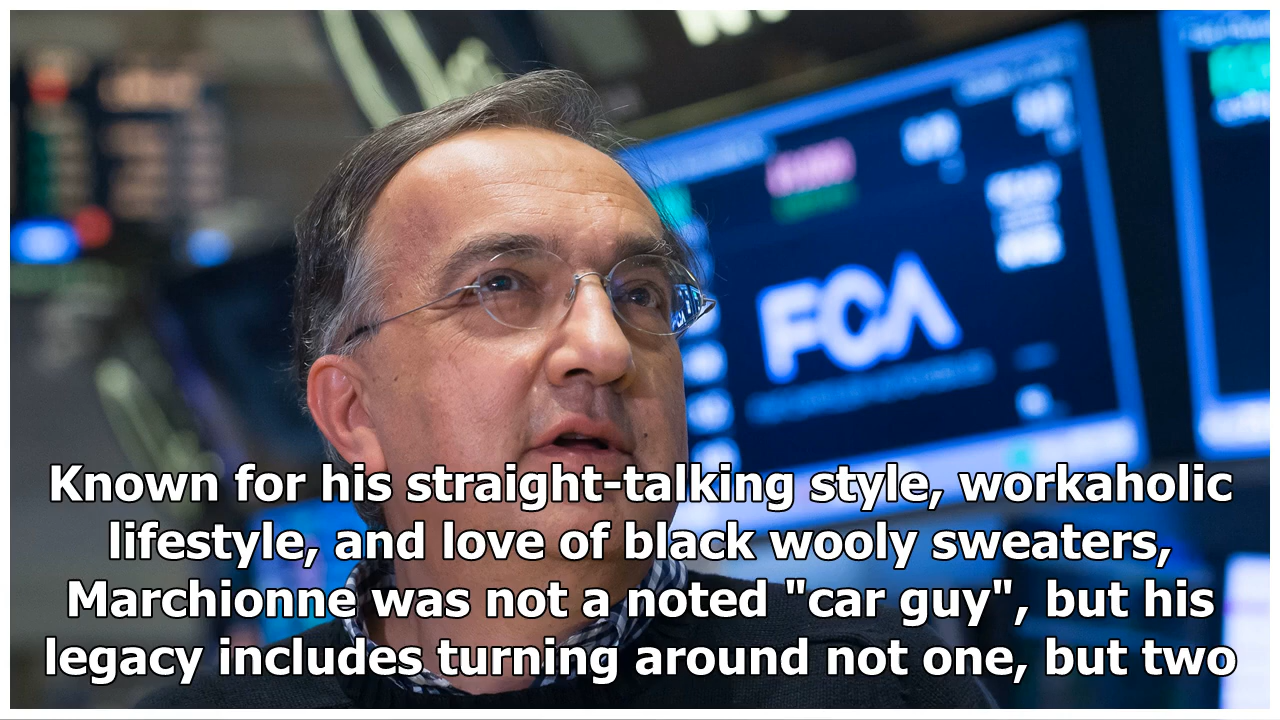 FCA
Known for his straight-talking style, workaholic
lifestyle, and love of black wooly sweaters,
Marchionne was not a noted "car guy", but his
legacy includes turning around not one, but two